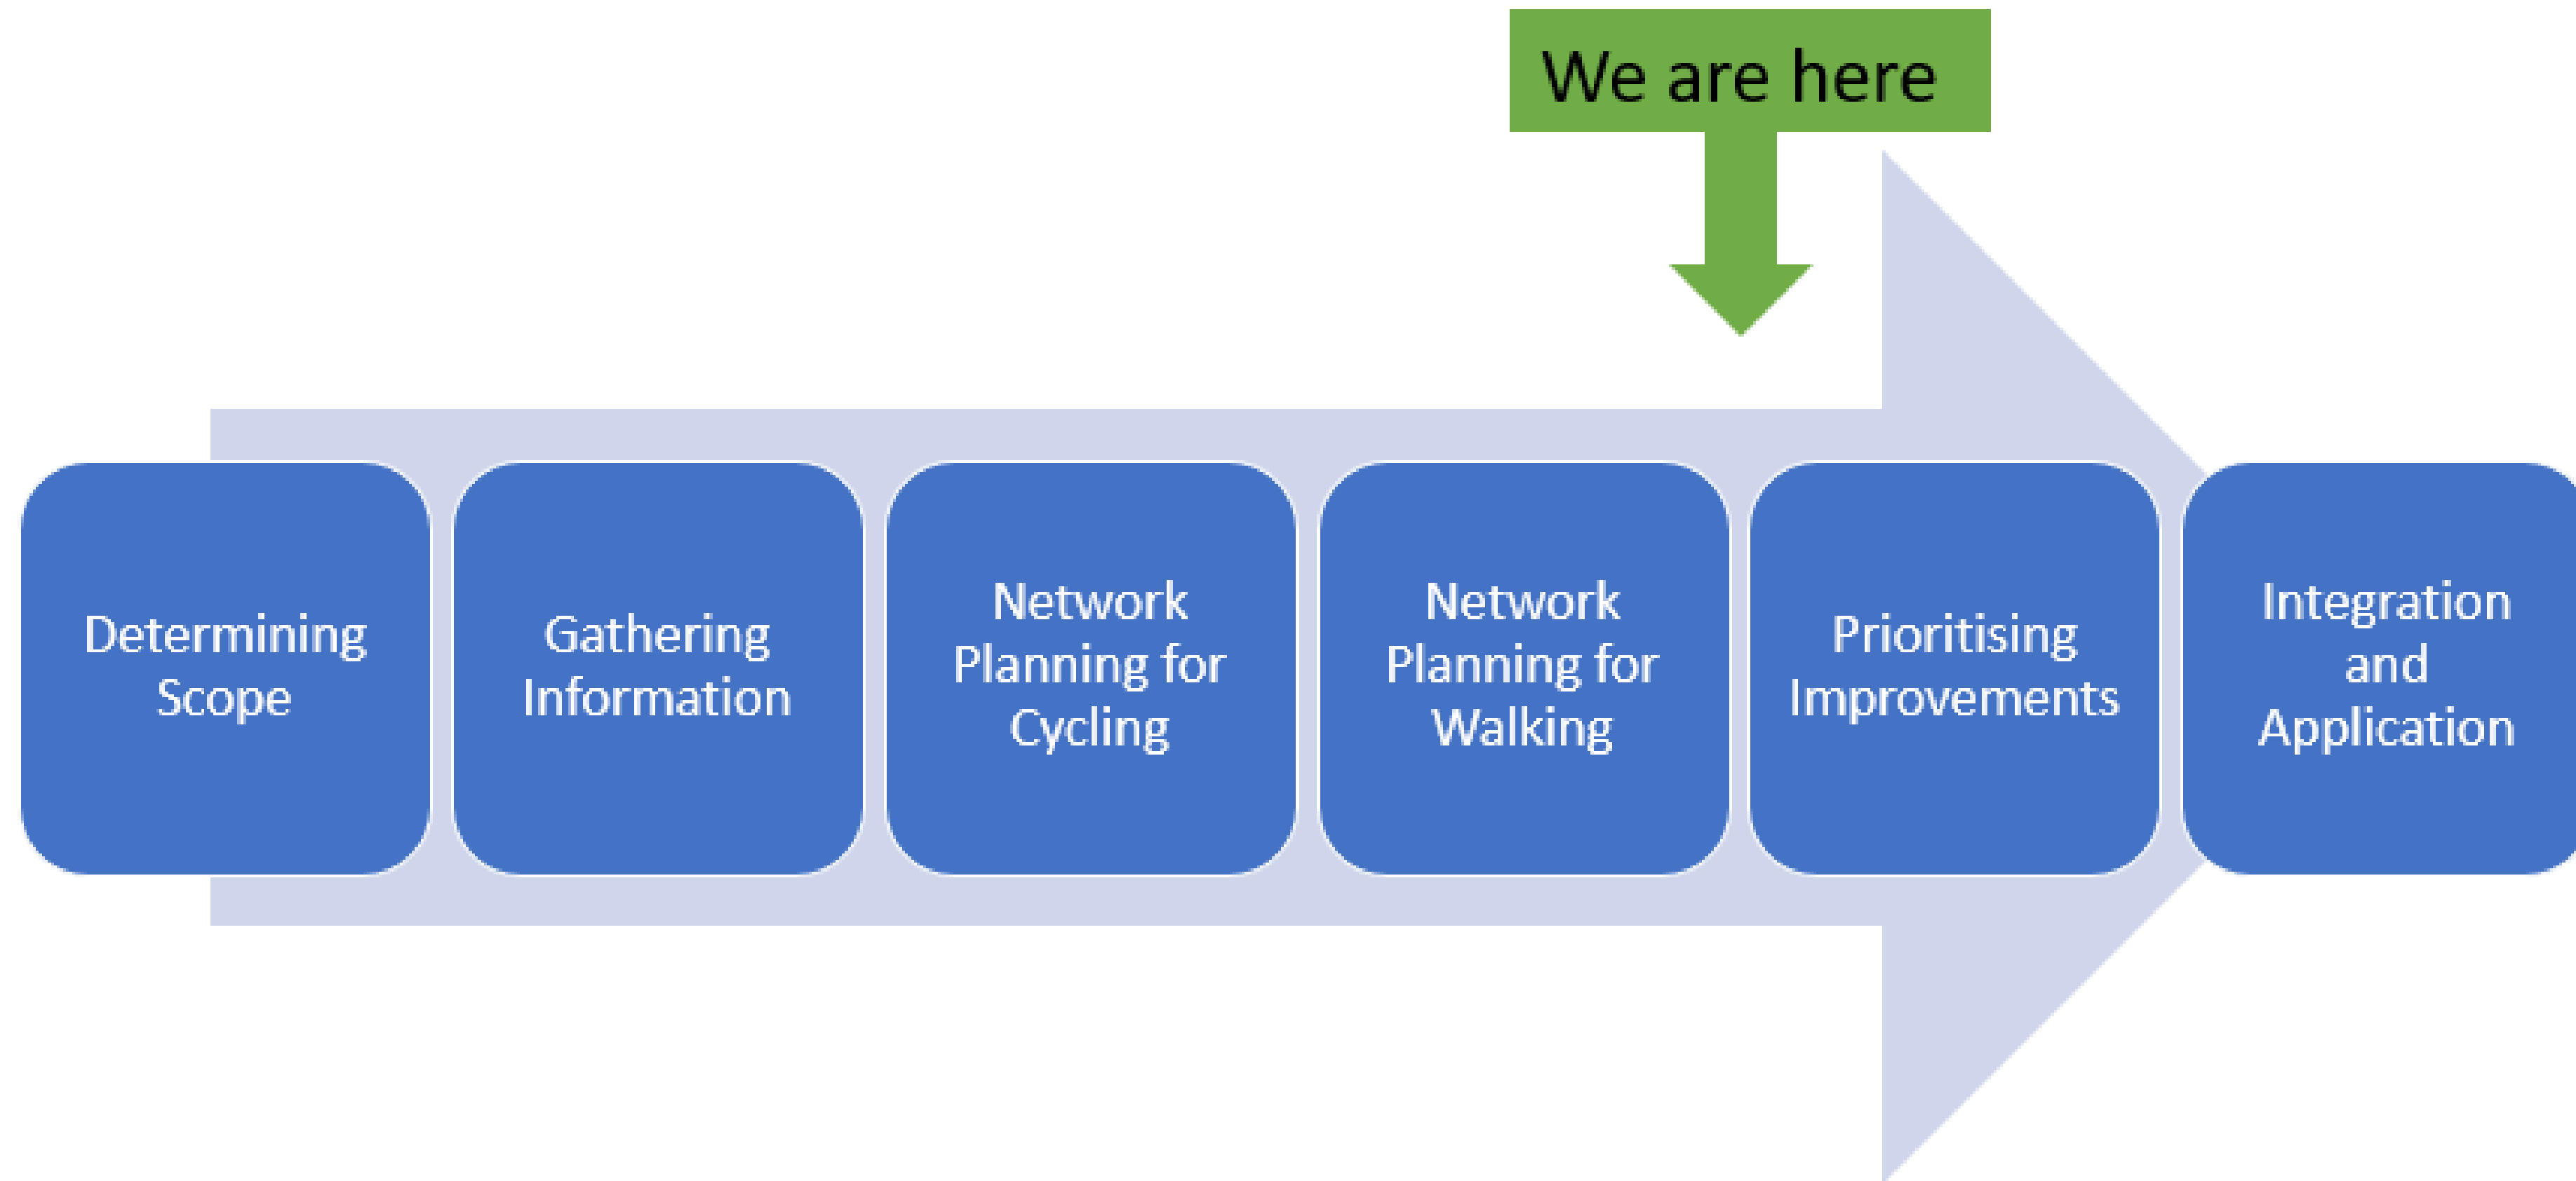 We are here
Determining
Scope
Gathering
Information
Network
Planning for
Cycling
Network
Planning for
Walking
Prioritising
Improvements
Integration
and
Application